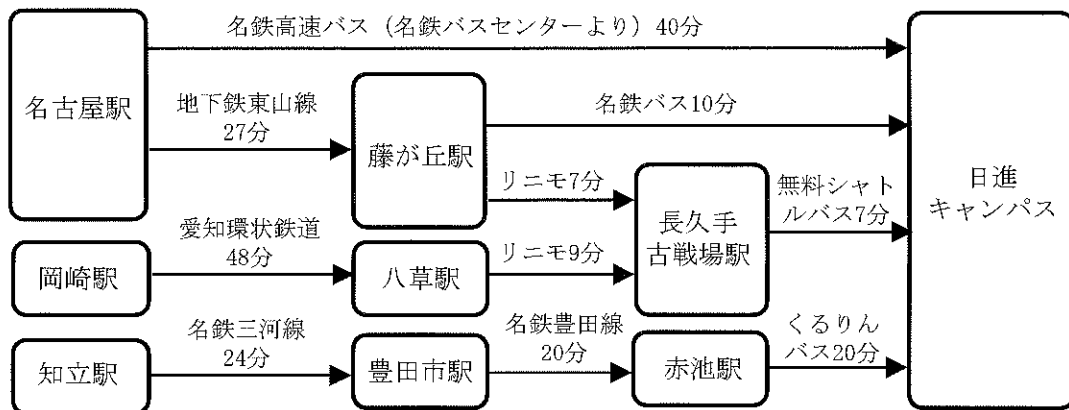 名鉄高速バス（名鉄バスセンターより）40分
名古屋駅
地下鉄東山線
27分
藤が丘駅
名鉄バス10分
リニモ7分
長久手
古戦場駅
無料シャト
ルバス7分
日進
キャンパス
岡崎駅
愛知環状鉄道
48分
八草駅
リニモ9分
知立駅
名鉄三河線
24分
豊田市駅
名鉄豊田線
20分
赤池駅
くるりん
バス20分